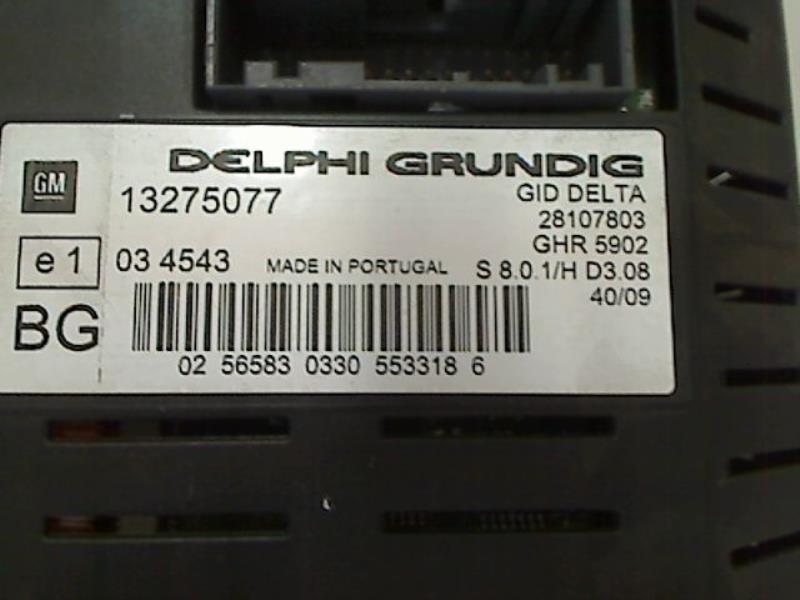 DELPHI GRUNDIG
GM
13275077
GID DELTA
28107803
GHR 5902
e 1
03 4543
MADE IN PORTUGAL
S 8.0.1/H D3.08
40/09
BG
02 56583 0330 553318 6